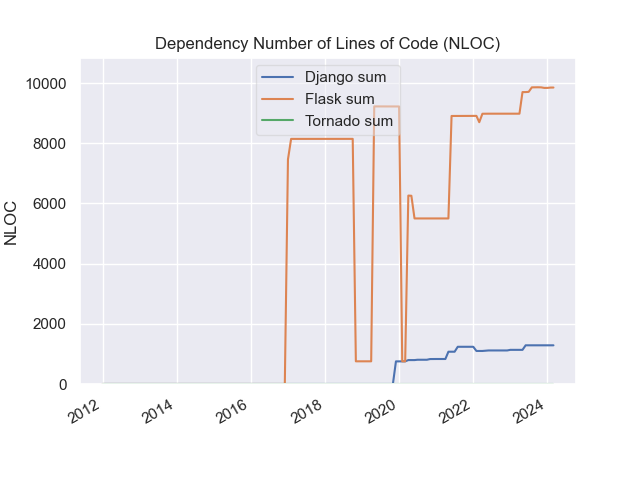 Dependency Number of Lines of Code (NLOC)
Django sum
Flask sum
Tornado sum
NLOC
10000
8000
6000
4000
2000
0
2012
2014
2016
2018
2020
2022
2024